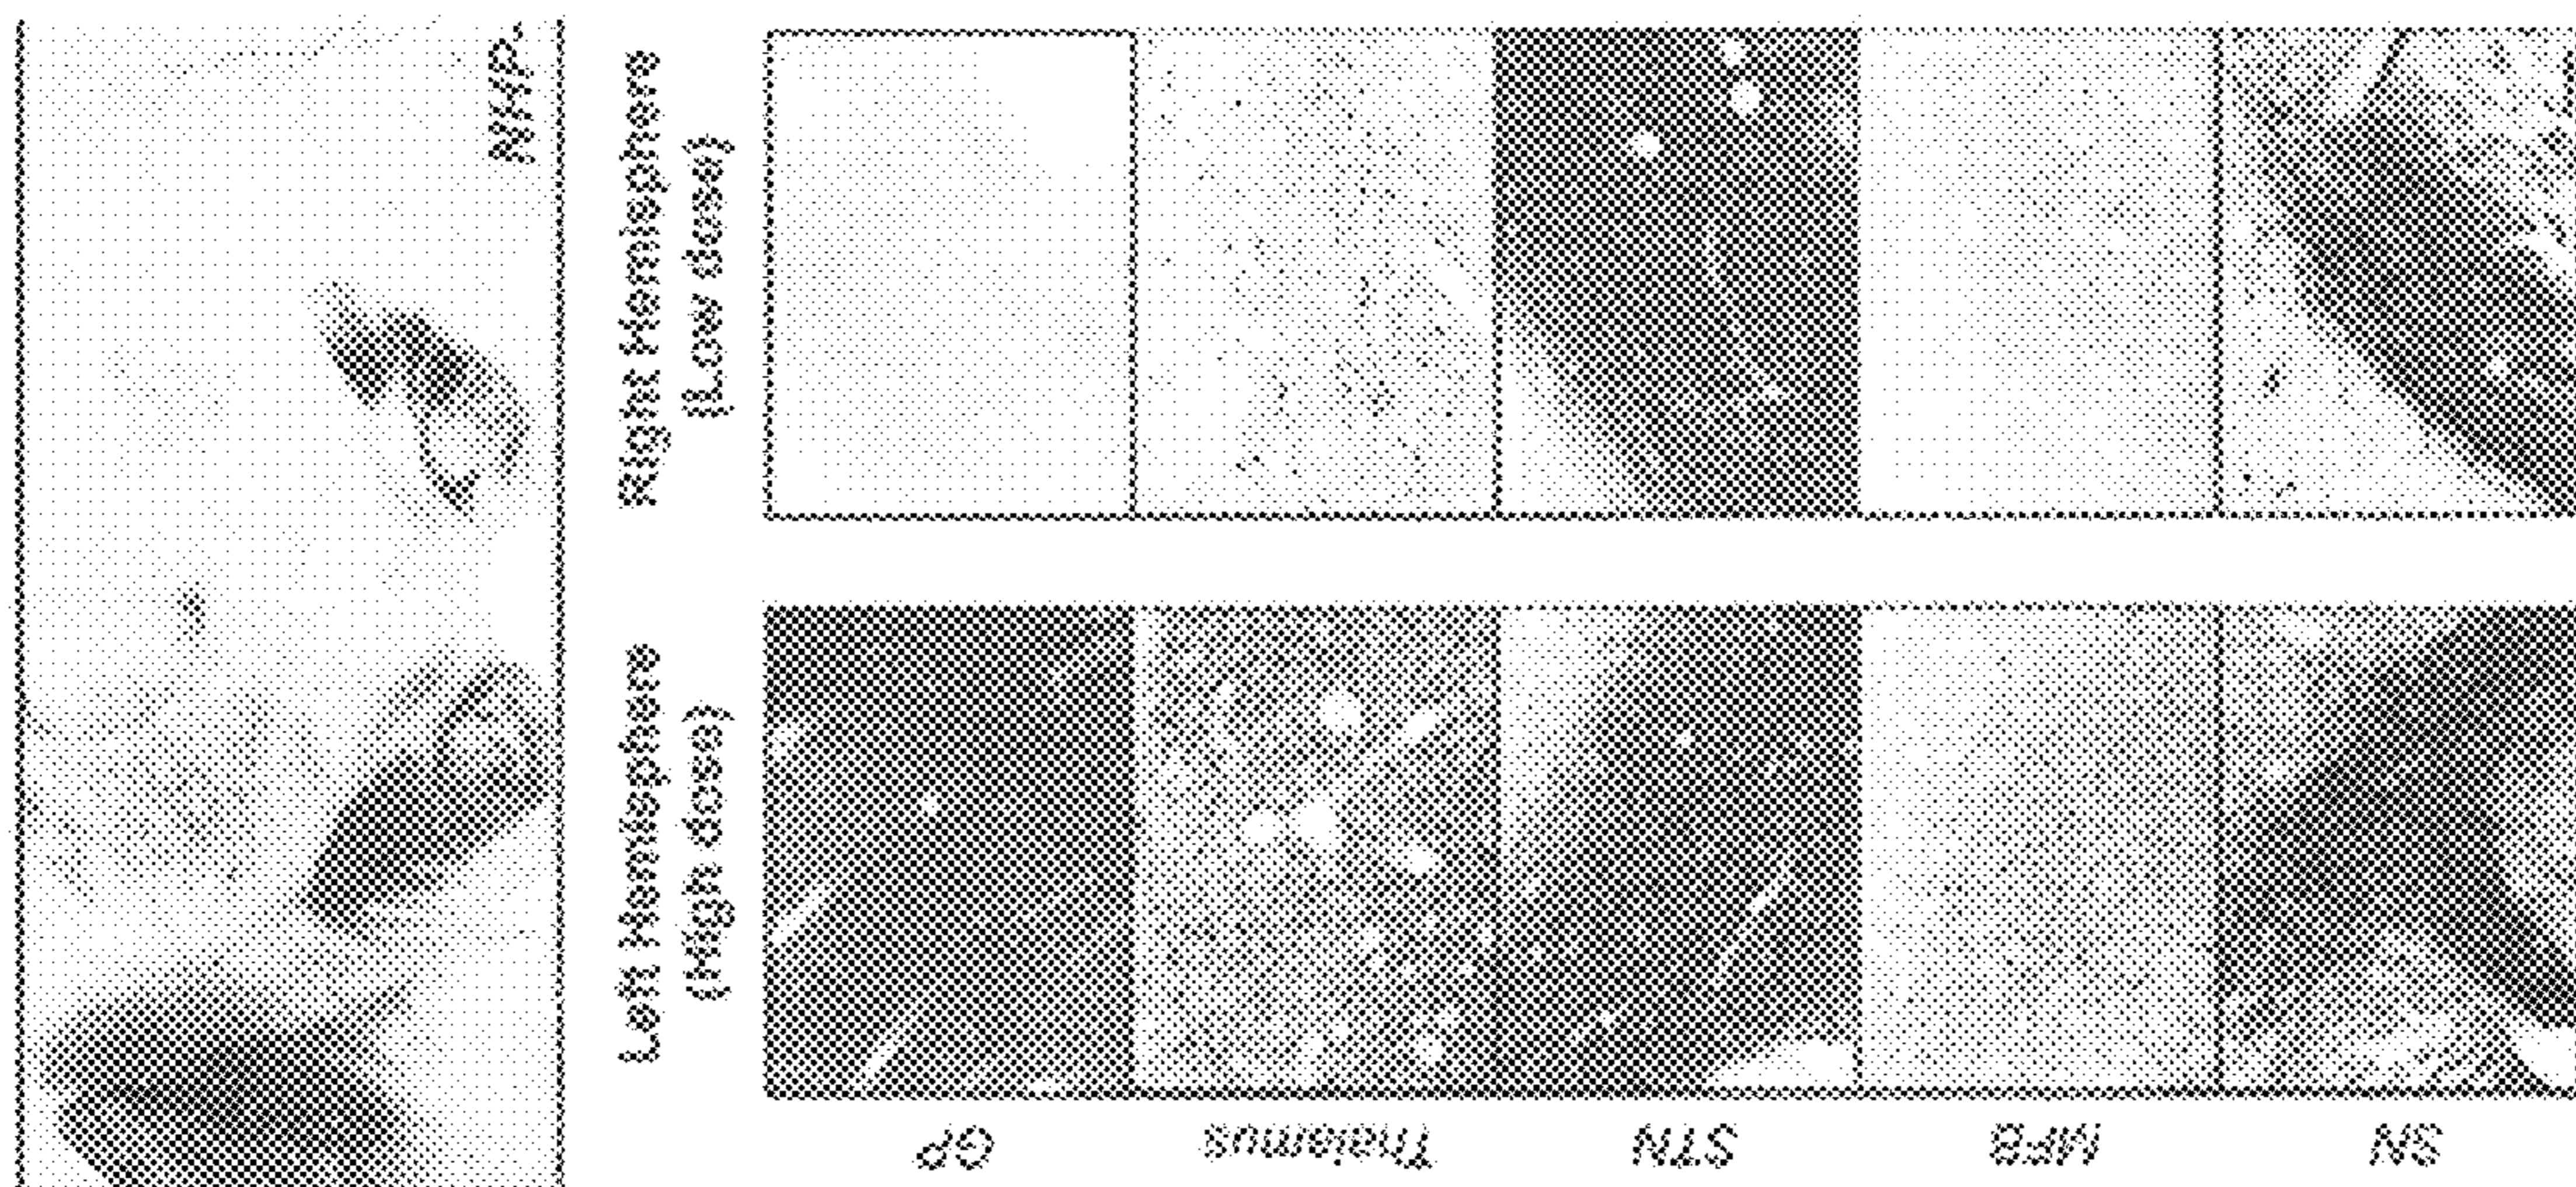 NHP-
Right Hemisphere
(Low dose)
Left Hemisphere
(High dose)
GP
Thalamus
STN
MFB
SN